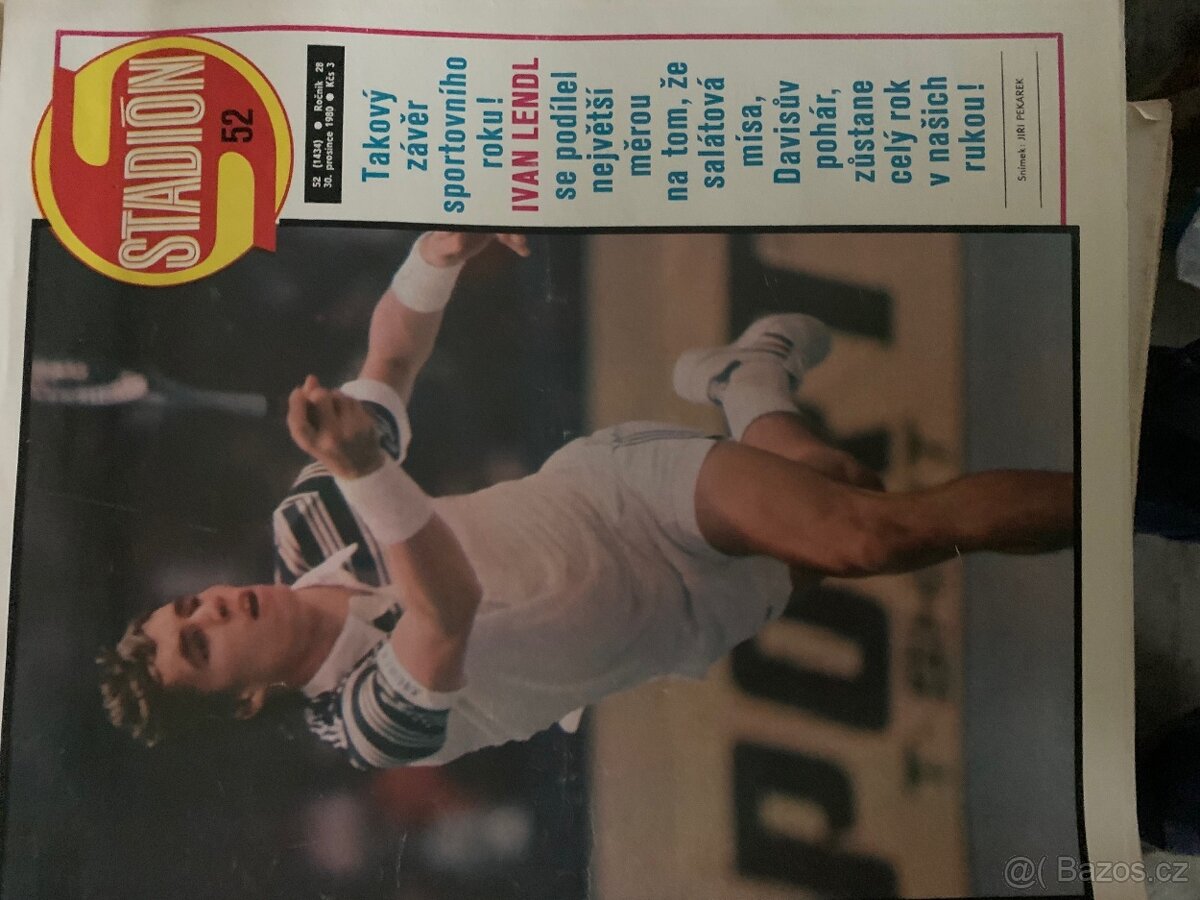 STADIÓN
52
52 (1434) ● Ročník 28
30. prosince 1980 ● Kčs 3
Takový
závěr
sportovního
roku!
IVAN LENDL
se podílel
největší
měrou
na tom, že
salátová
mísa,
Davisův
pohár,
zůstane
celý rok
v našich
rukou!
Snímek: JIŘÍ PEKAREK
@( Bazos.cz